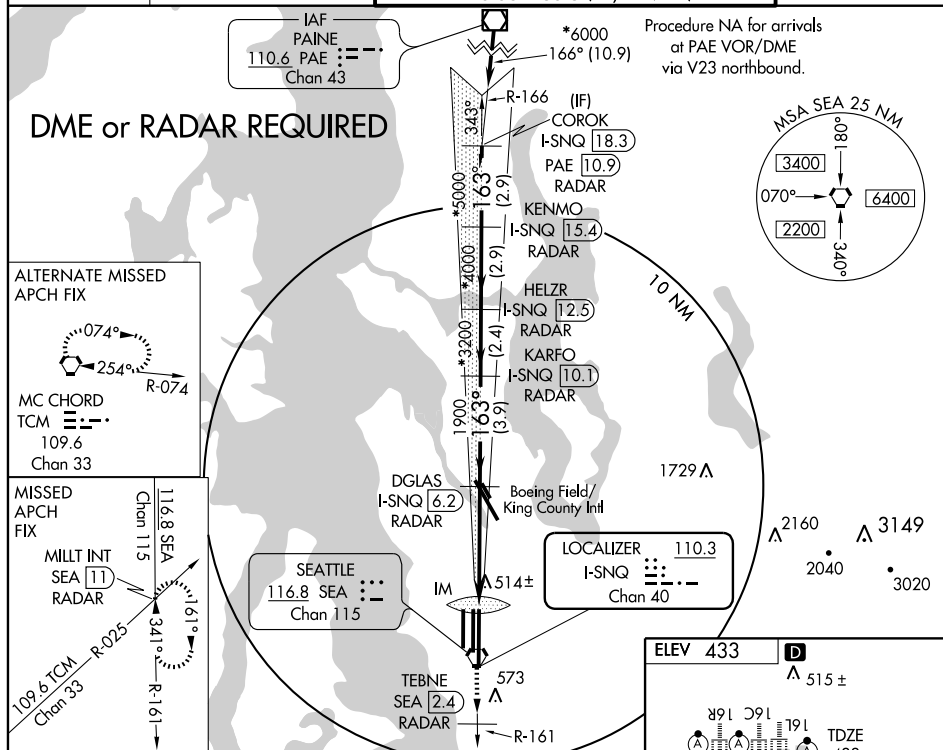 IAF
PAINE
110.6 PAE
Chan 43
*6000
166° (10.9)
Procedure NA for arrivals
at PAE VOR/DME
via V23 northbound.
DME or RADAR REQUIRED
R-166
343°
(IF)
COROK
I-SNQ 18.3
PAE 10.9
RADAR
*5000
163°
(2.9)
MSA SEA 25 NM
180°
3400
070°
6400
2200
340°
KENMO
I-SNQ 15.4
RADAR
*4000
(2.9)
10 NM
HELZR
I-SNQ 12.5
RADAR
*3200
(2.4)
KARFO
I-SNQ 10.1
RADAR
1900
163°
(3.9)
ALTERNATE MISSED
APCH FIX
074°
254°
R-074
MC CHORD
TCM
109.6
Chan 33
DGLAS
I-SNQ 6.2
RADAR
Boeing Field/
King County Intl
1729
2160
3149
2040
3020
MISSED
APCH
FIX
116.8 SEA
Chan 115
MILLT INT
SEA 11
RADAR
161°
341°
R-025
109.6 TCM
Chan 33
R-161
SEATTLE
116.8 SEA
Chan 115
IM
514±
LOCALIZER 110.3
I-SNQ
Chan 40
TEBNE
SEA 2.4
RADAR
573
R-161
ELEV 433
D
515 ±
16R
16C
16L
A
A
A
TDZE